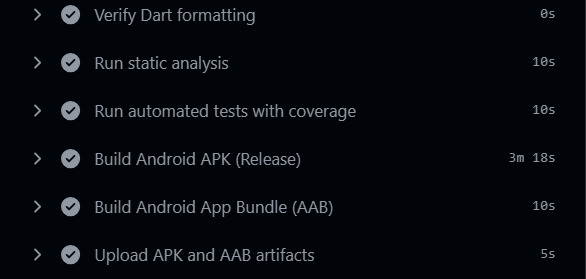 Verify Dart formatting 0s
Run static analysis 10s
Run automated tests with coverage 10s
Build Android APK (Release) 3m 18s
Build Android App Bundle (AAB) 10s
Upload APK and AAB artifacts 5s